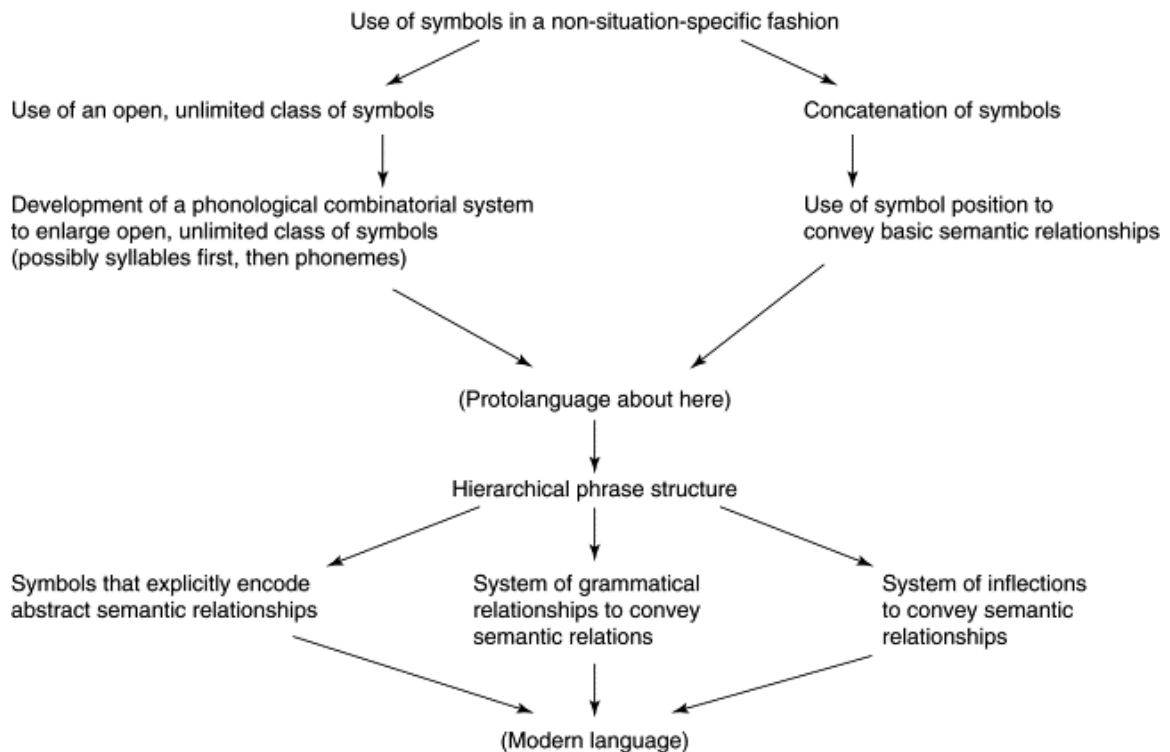 Use of symbols in a non-situation-specific fashion
Use of an open, unlimited class of symbols
Concatenation of symbols
Development of a phonological combinatorial system
to enlarge open, unlimited class of symbols
(possibly syllables first, then phonemes)
Use of symbol position to
convey basic semantic relationships
(Protolanguage about here)
Hierarchical phrase structure
Symbols that explicitly encode
abstract semantic relationships
System of grammatical
relationships to convey
semantic relations
System of inflections
to convey semantic
relationships
(Modern language)